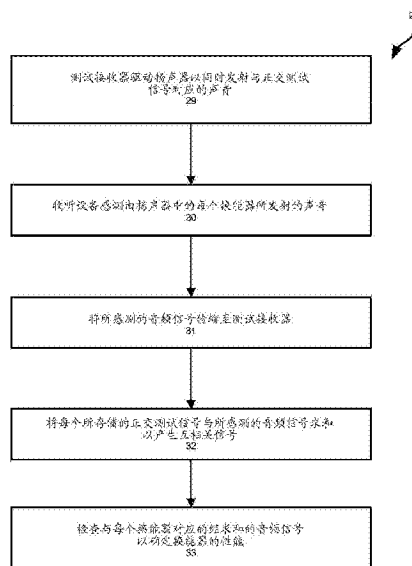 测试接收器驱动扬声器以同时发射与正交测试
信号对应的声音
29
收听设备感测由扬声器中的每个换能器所发射的声音
30
将所感测的音频信号传输至测试接收器
31
将每个所存储的正交测试信号与所感测的音频信号求和
以产生互相关信号
32
检查与每个换能器对应的经求和的音频信号
以确定换能器的性能
33